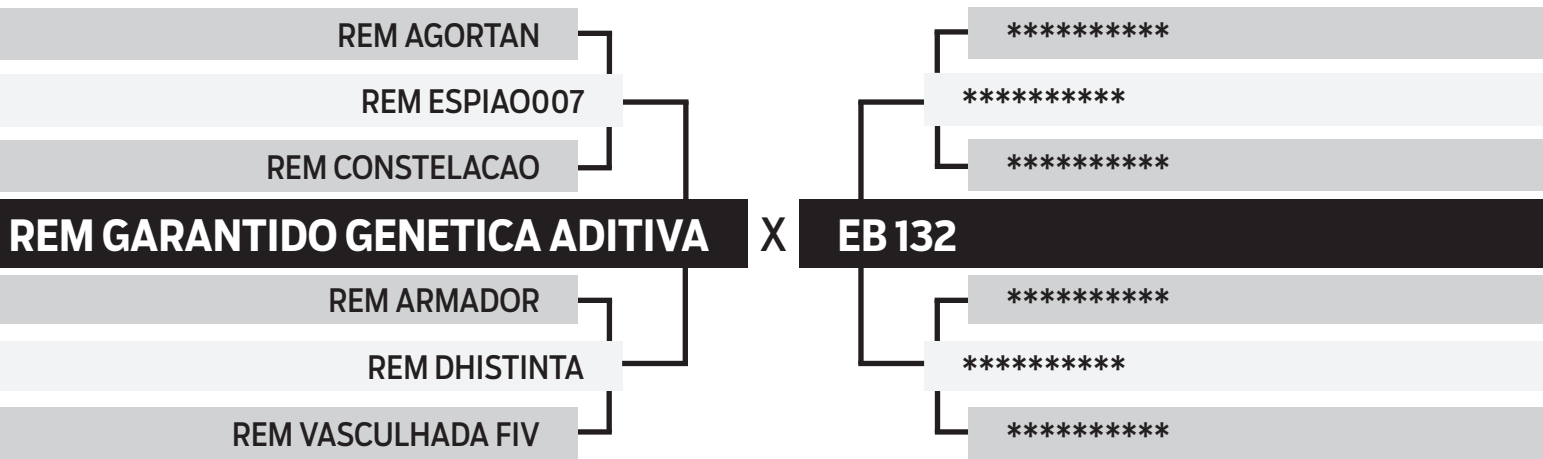 REM AGORTAN **********
REM ESPIAO007 **********
REM CONSTELACAO **********
REM GARANTIDO GENETICA ADITIVA X EB 132
REM ARMADOR **********
REM DHISTINTA **********
REM VASCULHADA FIV **********